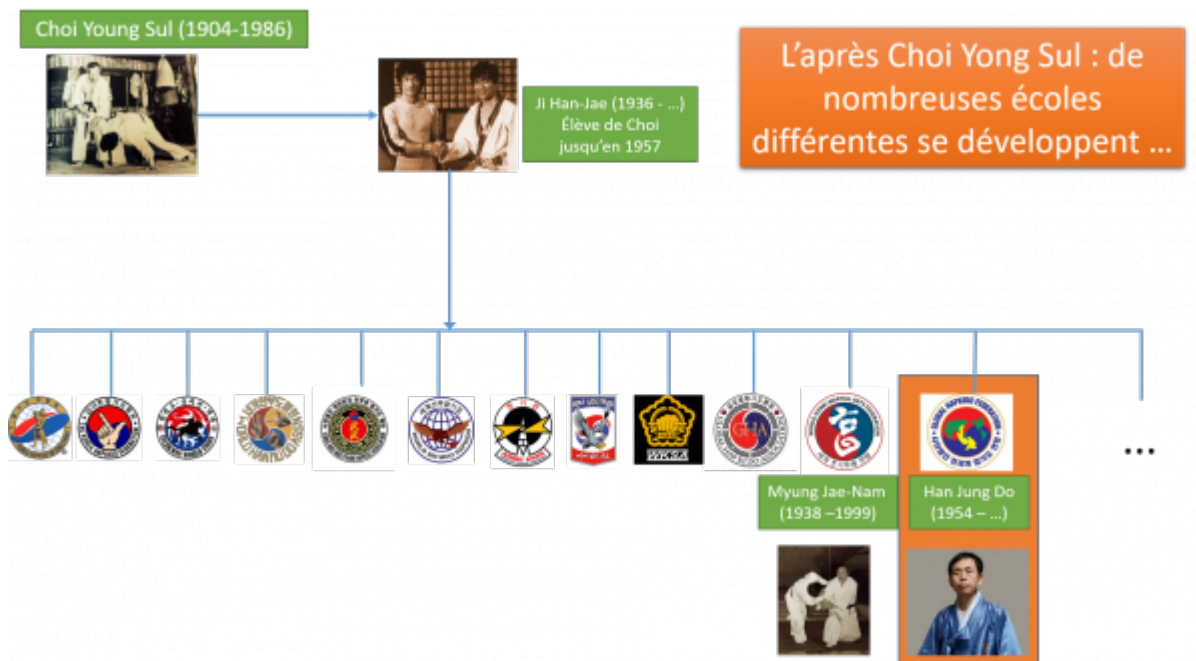 Choi Young Sul (1904-1986)
L'après Choi Yong Sul : de
nombreuses écoles
différentes se développent ...
Ji Han-Jae (1936 - ...)
Élève de Choi
jusqu'en 1957
GHA
...
Myung Jae-Nam
(1938 –1999)
Han Jung Do
(1954 – ...)